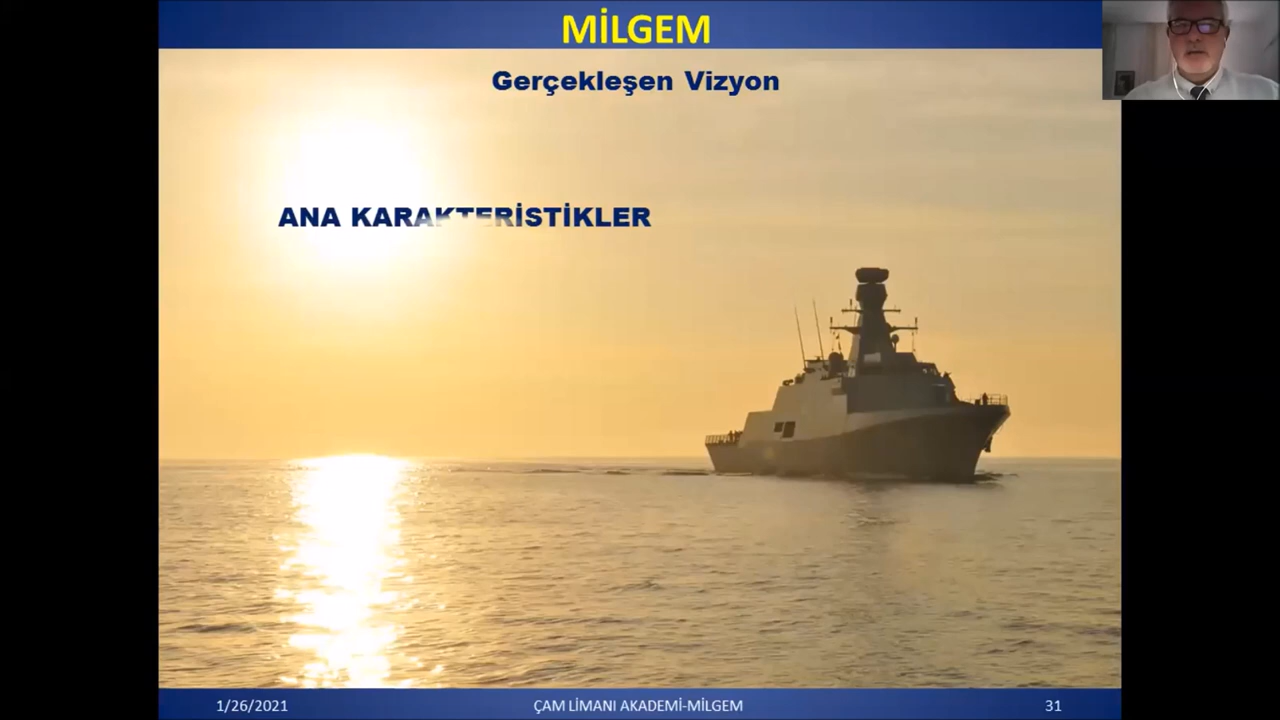 MİLGEM
Gerçekleşen Vizyon
ANA KARAKTERİSTİKLER
1/26/2021
ÇAM LİMANI AKADEMİ-MİLGEM
31